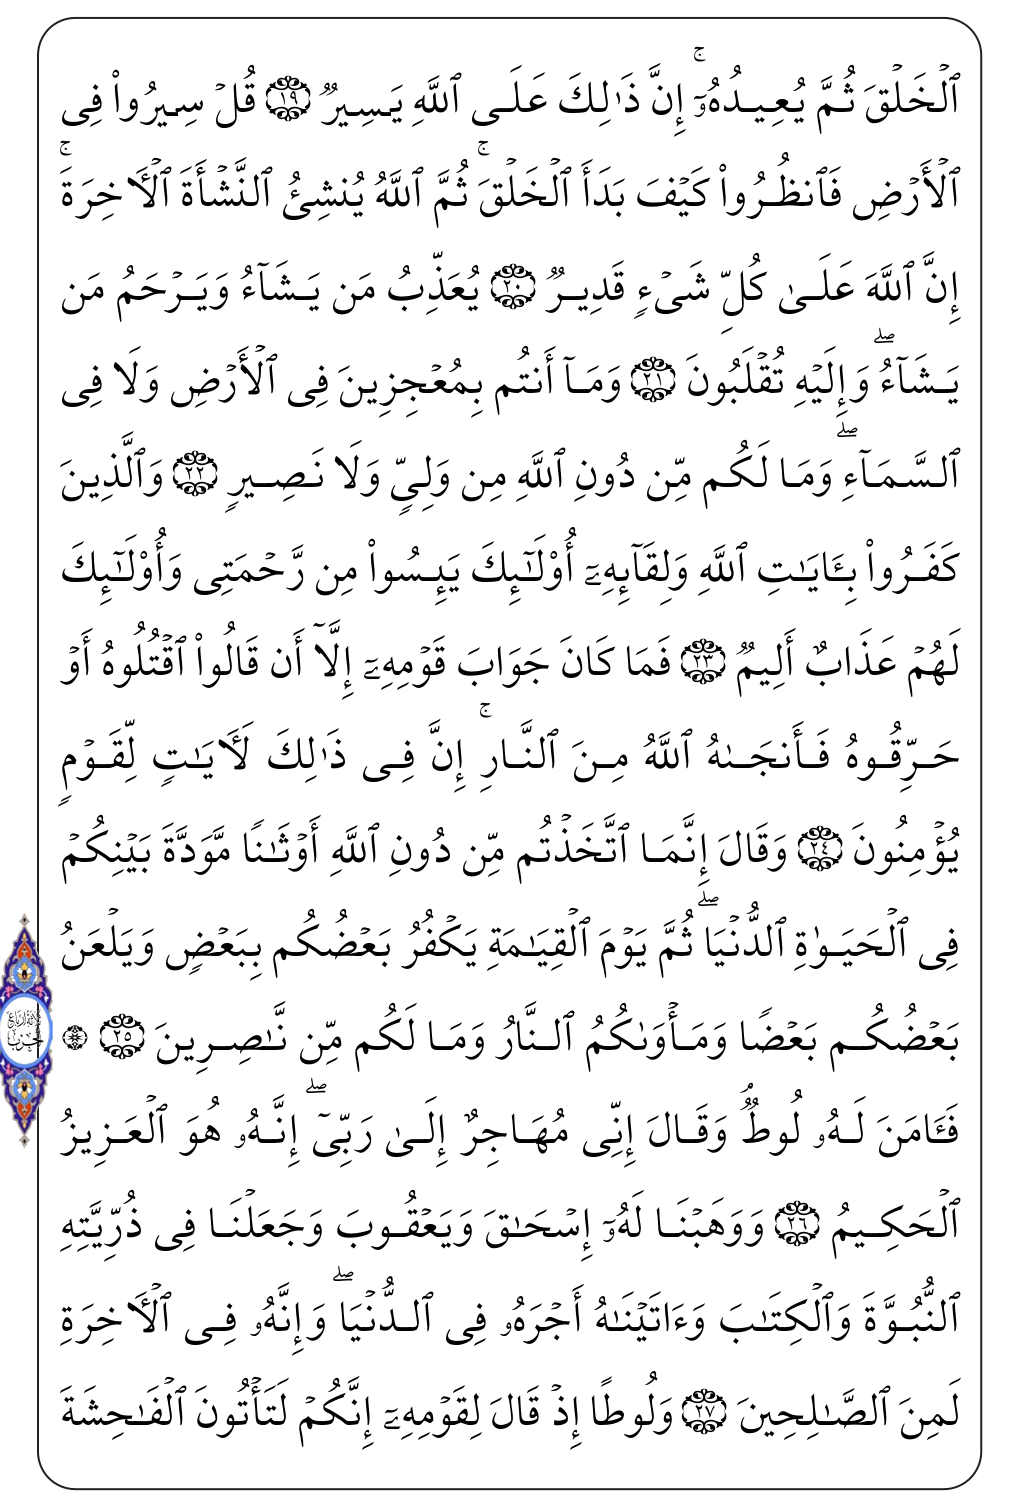 ٱلۡخَلۡقَ ثُمَّ يُعِيدُهُۥٓۚ إِنَّ ذَٰلِكَ عَلَى ٱللَّهِ يَسِيرٞ ١٩ قُلۡ سِيرُواْ فِى
ٱلۡأَرۡضِ فَٱنظُرُواْ كَيۡفَ بَدَأَ ٱلۡخَلۡقَۚ ثُمَّ ٱللَّهُ يُنشِئُ ٱلنَّشۡأَةَ ٱلۡأٓخِرَةَۚ
إِنَّ ٱللَّهَ عَلَىٰ كُلِّ شَىۡءٖ قَدِيرٞ ٢٠ يُعَذِّبُ مَن يَشَآءُ وَيَرۡحَمُ مَن
يَشَآءُۖ وَإِلَيۡهِ تُقۡلَبُونَ ٢١ وَمَآ أَنتُم بِمُعۡجِزِينَ فِى ٱلۡأَرۡضِ وَلَا فِى
ٱلسَّمَآءِۖ وَمَا لَكُم مِّن دُونِ ٱللَّهِ مِن وَلِىّٖ وَلَا نَصِيرٖ ٢٢ وَٱلَّذِينَ
كَفَرُواْ بِـَٔايَٰتِ ٱللَّهِ وَلِقَآئِهِۦٓ أُوْلَٰٓئِكَ يَئِسُواْ مِن رَّحۡمَتِى وَأُوْلَٰٓئِكَ
لَهُمۡ عَذَابٌ أَلِيمٞ ٢٣ فَمَا كَانَ جَوَابَ قَوۡمِهِۦٓ إِلَّآ أَن قَالُواْ ٱقۡتُلُوهُ أَوۡ
حَرِّقُوهُ فَأَنجَىٰهُ ٱللَّهُ مِنَ ٱلنَّارِۚ إِنَّ فِى ذَٰلِكَ لَأٓيَٰتٖ لِّقَوۡمٖ
يُؤۡمِنُونَ ٢٤ وَقَالَ إِنَّمَا ٱتَّخَذۡتُم مِّن دُونِ ٱللَّهِ أَوۡثَٰنٗا مَّوَدَّةَ بَيۡنِكُمۡ
فِى ٱلۡحَيَوٰةِ ٱلدُّنۡيَاۖ ثُمَّ يَوۡمَ ٱلۡقِيَٰمَةِ يَكۡفُرُ بَعۡضُكُم بِبَعۡضٖ وَيَلۡعَنُ
بَعۡضُكُم بَعۡضٗا وَمَأۡوَىٰكُمُ ٱلنَّارُ وَمَا لَكُم مِّن نَّٰصِرِينَ ٢٥ ۞
فَـَٔامَنَ لَهُۥ لُوطٞۘ وَقَالَ إِنِّى مُهَاجِرٌ إِلَىٰ رَبِّىٓۖ إِنَّهُۥ هُوَ ٱلۡعَزِيزُ
ٱلۡحَكِيمُ ٢٦ وَوَهَبۡنَا لَهُۥٓ إِسۡحَٰقَ وَيَعۡقُوبَ وَجَعَلۡنَا فِى ذُرِّيَّتِهِ
ٱلنُّبُوَّةَ وَٱلۡكِتَٰبَ وَءَاتَيۡنَٰهُ أَجۡرَهُۥ فِى ٱلدُّنۡيَاۖ وَإِنَّهُۥ فِى ٱلۡأٓخِرَةِ
لَمِنَ ٱلصَّٰلِحِينَ ٢٧ وَلُوطًا إِذۡ قَالَ لِقَوۡمِهِۦٓ إِنَّكُمۡ لَتَأۡتُونَ ٱلۡفَٰحِشَةَ
ثلاثة أرباع
الحزب